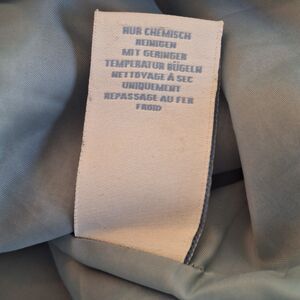 NUR CHEMISCH
REINIGEN
MIT GERINGER
TEMPERATUR BÜGELN
NETTOYAGE À SEC
UNIQUEMENT
REPASSAGE AU FER
FROID